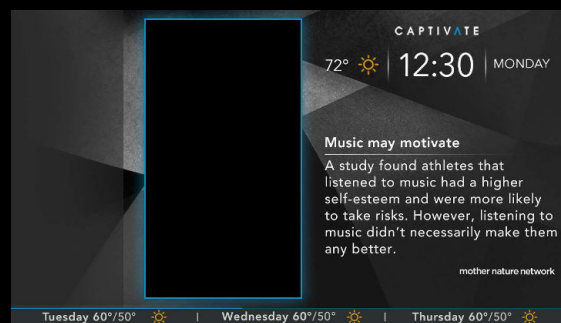 CAPTIVATE
72° 12:30 MONDAY
Music may motivate
A study found athletes that
listened to music had a higher
self-esteem and were more likely
to take risks. However, listening to
music didn't necessarily make them
any better.
mother nature network
Tuesday 60°/50° | Wednesday 60°/50° | Thursday 60°/50°